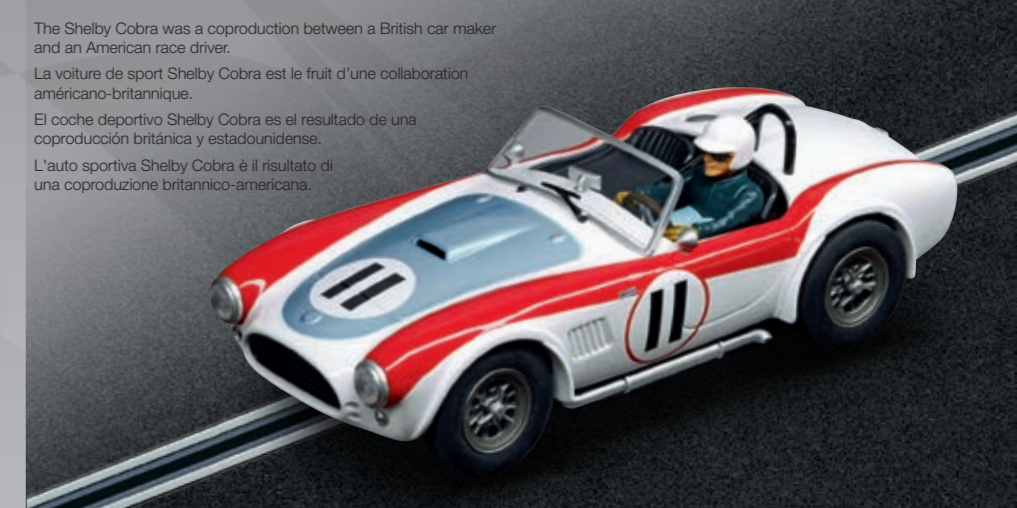 The Shelby Cobra was a coproduction between a British car maker
and an American race driver.
La voiture de sport Shelby Cobra est le fruit d'une collaboration
américano-britannique.
El coche deportivo Shelby Cobra es el resultado de una
coproducción británica y estadounidense.
L'auto sportiva Shelby Cobra è il risultato di
una coproduzione britannico-americana.
11
11